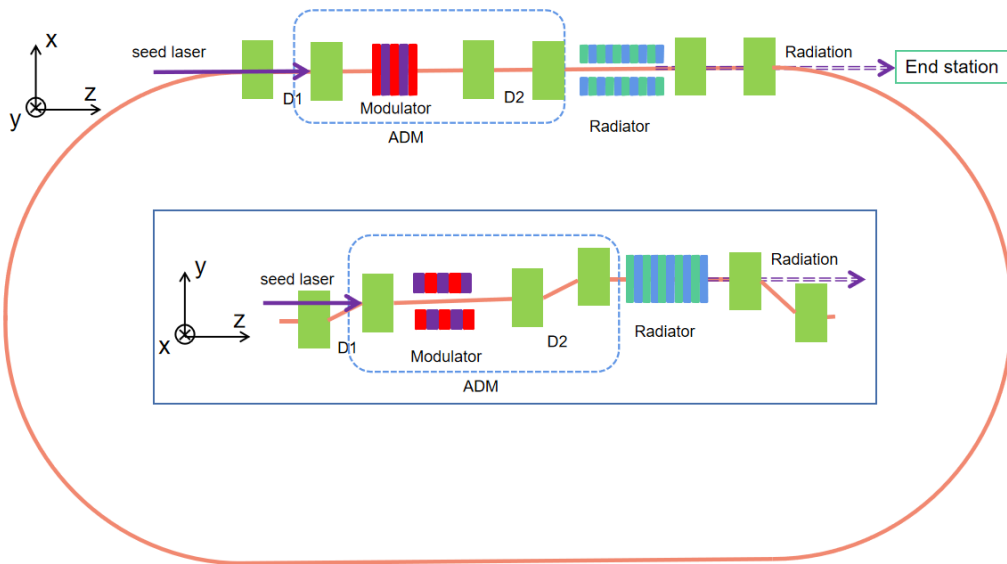 x
seed laser
Radiation
End station
z
y
D1
Modulator
D2
Radiator
ADM
y
seed laser
Radiation
z
x
D1
Modulator
D2
Radiator
ADM